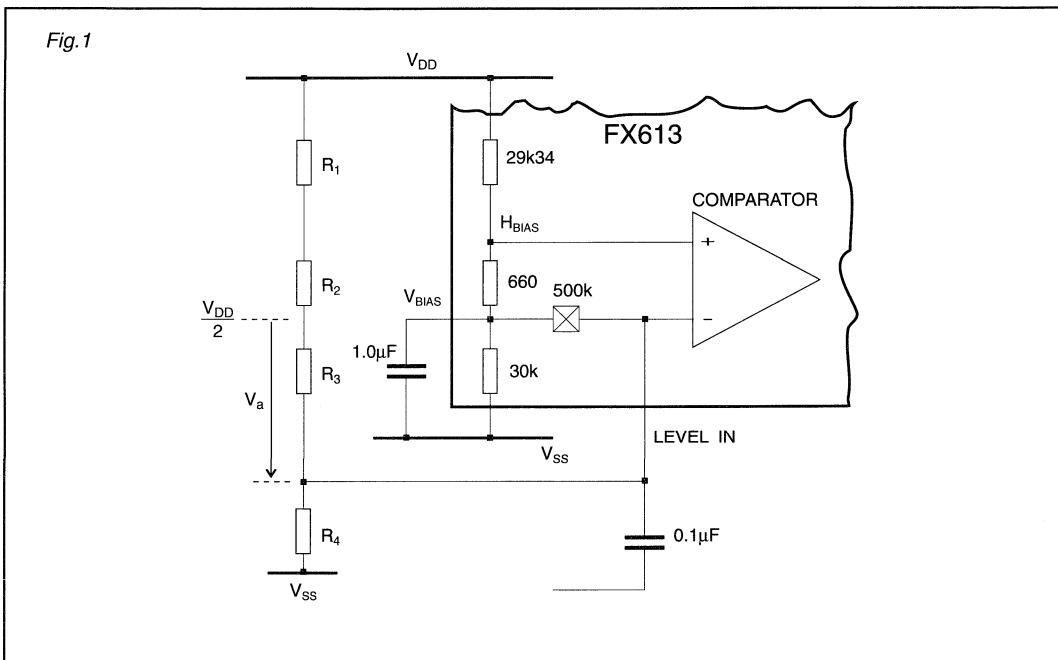 Fig.1
VDD
FX613
R1
29k34
COMPARATOR
HBIAS
+
R2
660
500k
VBIAS
VDD
2
–
1.0µF
R3
30k
Va
LEVEL IN
VSS
R4
0.1µF
VSS